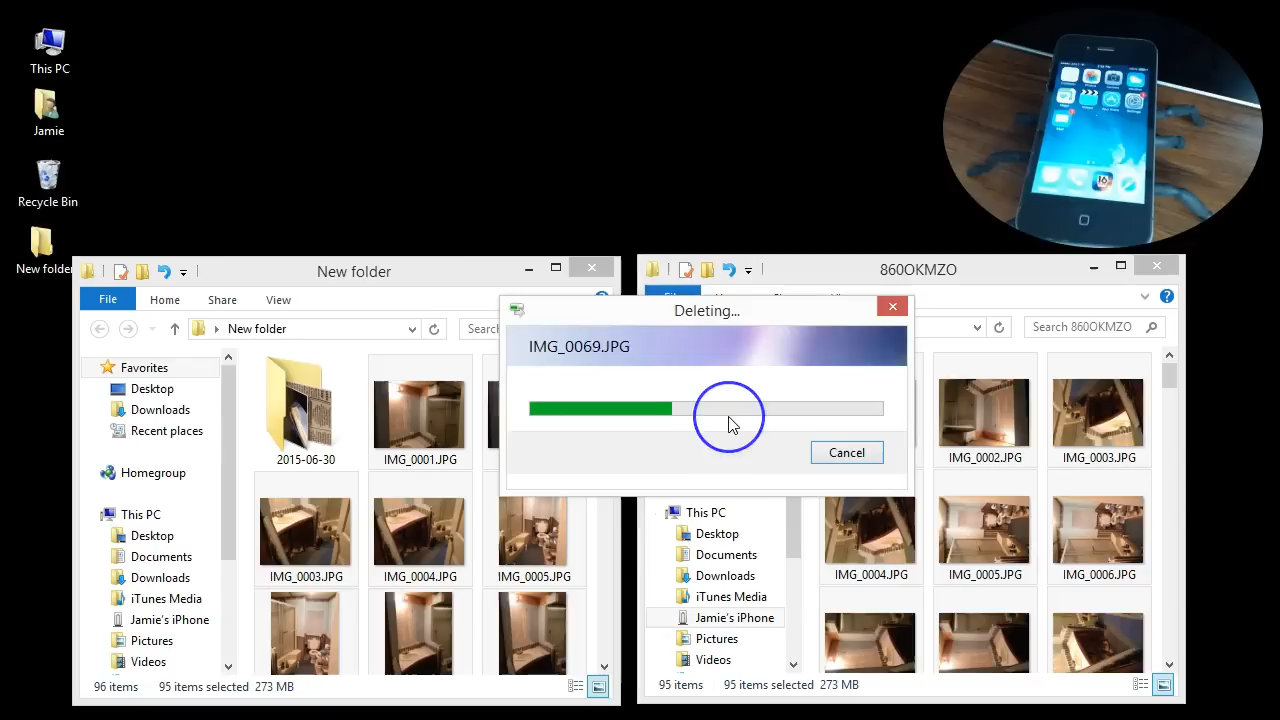 This PC
Jamie
Recycle Bin
New folder
New folder
File
Home
Share
View
New folder
Favorites
Desktop
Downloads
Recent places
Homegroup
This PC
Desktop
Documents
Downloads
iTunes Media
Jamie's iPhone
Pictures
Videos
2015-06-30
IMG_0001.JPG
IMG_0003.JPG
IMG_0004.JPG
IMG_0005.JPG
96 items
95 items selected 273 MB
Deleting...
IMG_0069.JPG
Cancel
860OKMZO
Search 860OKMZO
IMG_0002.JPG
IMG_0003.JPG
IMG_0004.JPG
IMG_0005.JPG
IMG_0006.JPG
This PC
Desktop
Documents
Downloads
iTunes Media
Jamie's iPhone
Pictures
Videos
95 items
95 items selected 273 MB